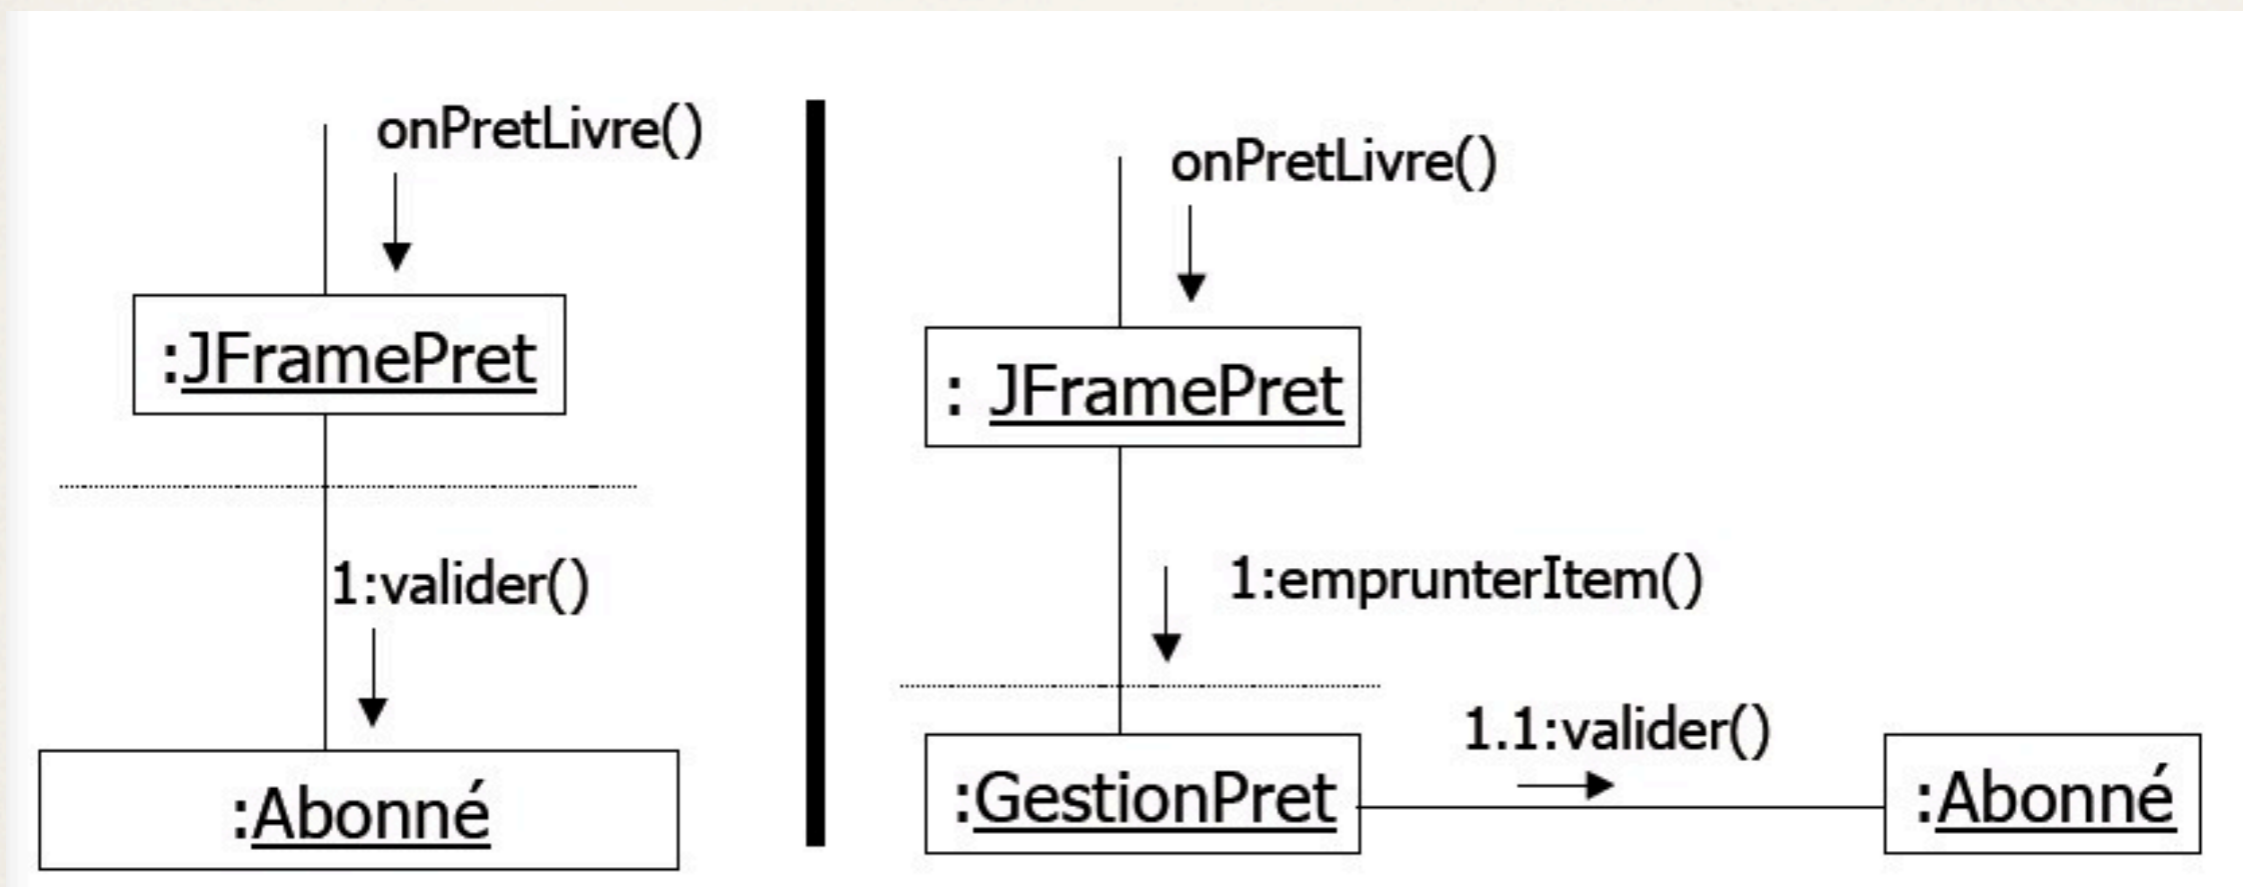 onPretLivre()
:JFramePret
1:valider()
:Abonné
onPretLivre()
: JFramePret
1:emprunterItem()
1.1:valider()
:GestionPret
:Abonné